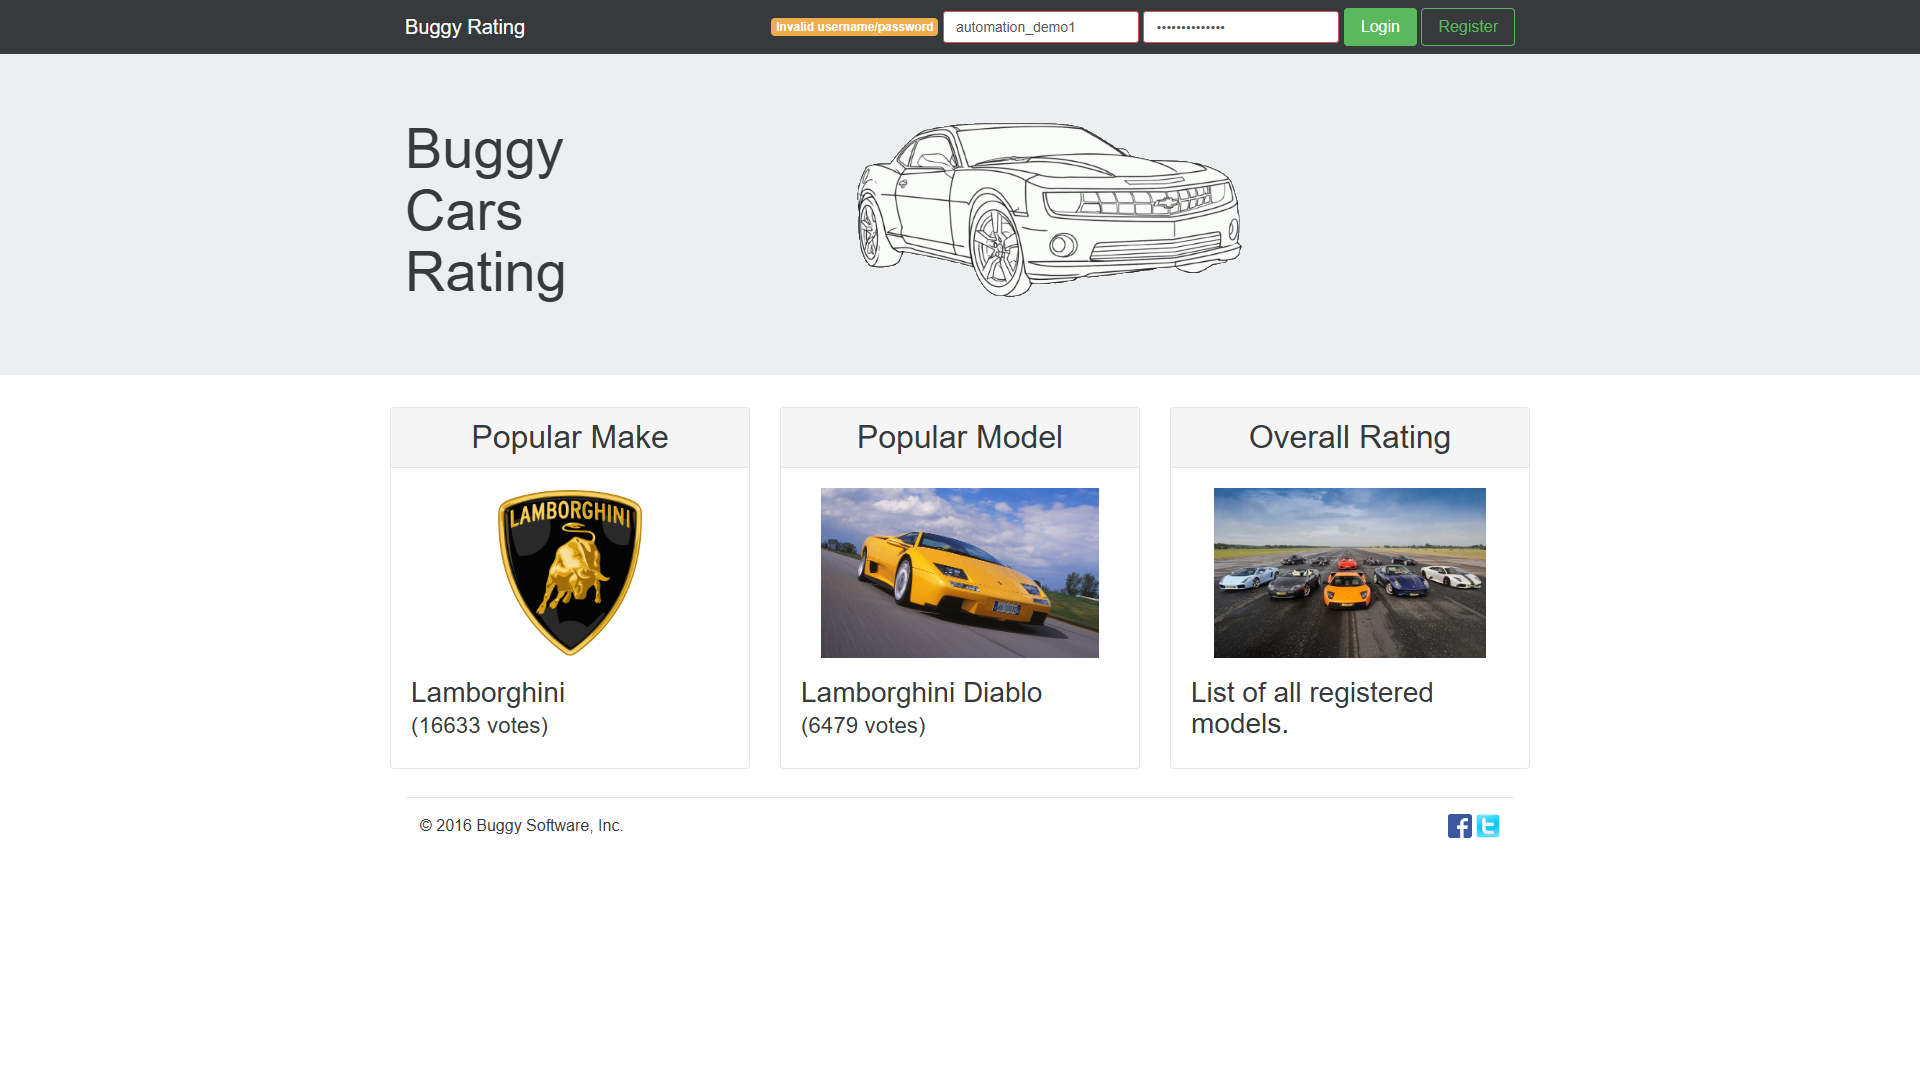 Buggy Rating
Invalid username/password
automation_demo1
••••••••••••••
Login
Register
Buggy
Cars
Rating
Popular Make
LAMBORGHINI
Lamborghini
(16633 votes)
Popular Model
Lamborghini Diablo
(6479 votes)
Overall Rating
List of all registered
models.
© 2016 Buggy Software, Inc.